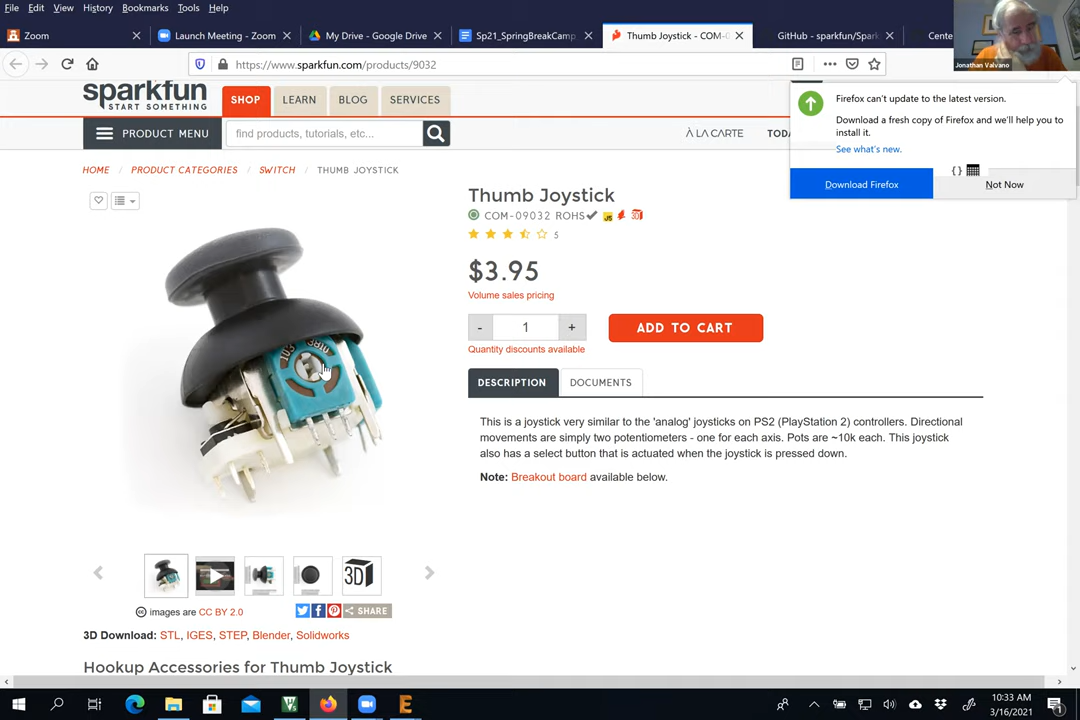 File Edit View History Bookmarks Tools Help
Zoom
Launch Meeting - Zoom
My Drive - Google Drive
Sp21_SpringBreakCamp
Thumb Joystick - COM-0
GitHub - sparkfun/Spark
Cente
Jonathan Valvano
https://www.sparkfun.com/products/9032
Firefox can't update to the latest version.
Download a fresh copy of Firefox and we'll help you to
install it.
See what's new.
Download Firefox
Not Now
sparkfun
START SOMETHING
SHOP LEARN BLOG SERVICES
PRODUCT MENU
find products, tutorials, etc...
À LA CARTE
TODA
HOME / PRODUCT CATEGORIES / SWITCH / THUMB JOYSTICK
Thumb Joystick
COM-09032 ROHS✔ JS 3D
5
$3.95
Volume sales pricing
- 1 +
ADD TO CART
Quantity discounts available
DESCRIPTION DOCUMENTS
This is a joystick very similar to the 'analog' joysticks on PS2 (PlayStation 2) controllers. Directional
movements are simply two potentiometers - one for each axis. Pots are ~10k each. This joystick
also has a select button that is actuated when the joystick is pressed down.
Note: Breakout board available below.
103 3810
3D
images are CC BY 2.0
SHARE
3D Download: STL, IGES, STEP, Blender, Solidworks
Hookup Accessories for Thumb Joystick
10:33 AM
3/16/2021